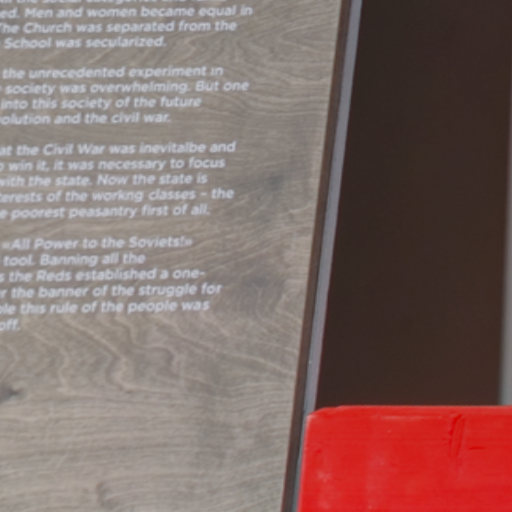 ed. Men and women became equal in
The Church was separated from the
School was secularized.
the unrecedented experiment in
society was overwhelming. But one
into this society of the future
olution and the civil war.
at the Civil War was inevitalbe and
win it, it was necessary to focus
with the state. Now the state is
terests of the working classes – the
e poorest peasantry first of all.
«All Power to the Soviets!»
tool. Banning all the
s the Reds established a one-
r the banner of the struggle for
ple this rule of the people was
off.